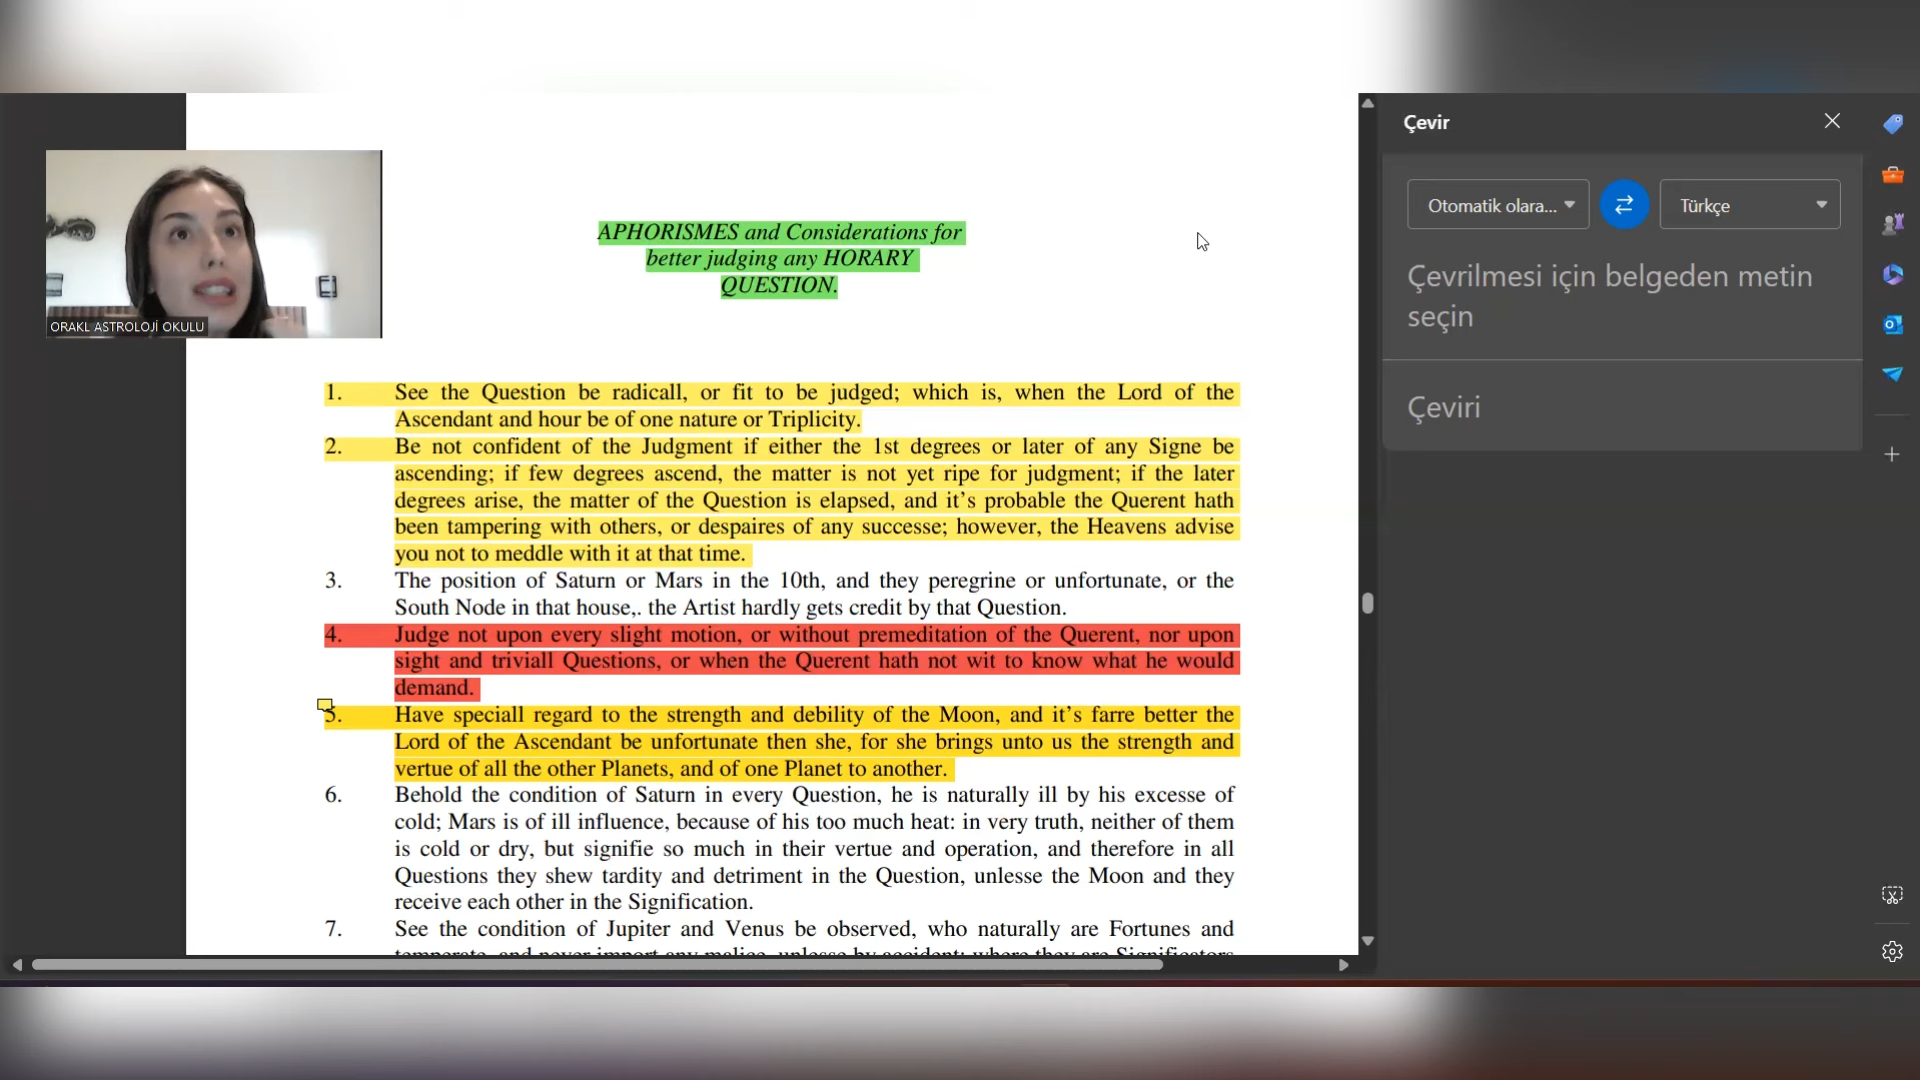 APHORISMES and Considerations for
better judging any HORARY
QUESTION.
ORAKL ASTROLOJİ OKULU
1. See the Question be radicall, or fit to be judged; which is, when the Lord of the
Ascendant and hour be of one nature or Triplicity.
2. Be not confident of the Judgment if either the 1st degrees or later of any Signe be
ascending; if few degrees ascend, the matter is not yet ripe for judgment; if the later
degrees arise, the matter of the Question is elapsed, and it's probable the Querent hath
been tampering with others, or despaires of any successe; however, the Heavens advise
you not to meddle with it at that time.
3. The position of Saturn or Mars in the 10th, and they peregrine or unfortunate, or the
South Node in that house,. the Artist hardly gets credit by that Question.
4. Judge not upon every slight motion, or without premeditation of the Querent, nor upon
sight and triviall Questions, or when the Querent hath not wit to know what he would
demand.
5. Have speciall regard to the strength and debility of the Moon, and it's farre better the
Lord of the Ascendant be unfortunate then she, for she brings unto us the strength and
vertue of all the other Planets, and of one Planet to another.
6. Behold the condition of Saturn in every Question, he is naturally ill by his excesse of
cold; Mars is of ill influence, because of his too much heat: in very truth, neither of them
is cold or dry, but signifie so much in their vertue and operation, and therefore in all
Questions they shew tardity and detriment in the Question, unlesse the Moon and they
receive each other in the Signification.
7. See the condition of Jupiter and Venus be observed, who naturally are Fortunes and
temperate, and never import any malice, unlesse by accident: where they are Significators
Çevir
Otomatik olara...
Türkçe
Çevrilmesi için belgeden metin
seçin
Çeviri